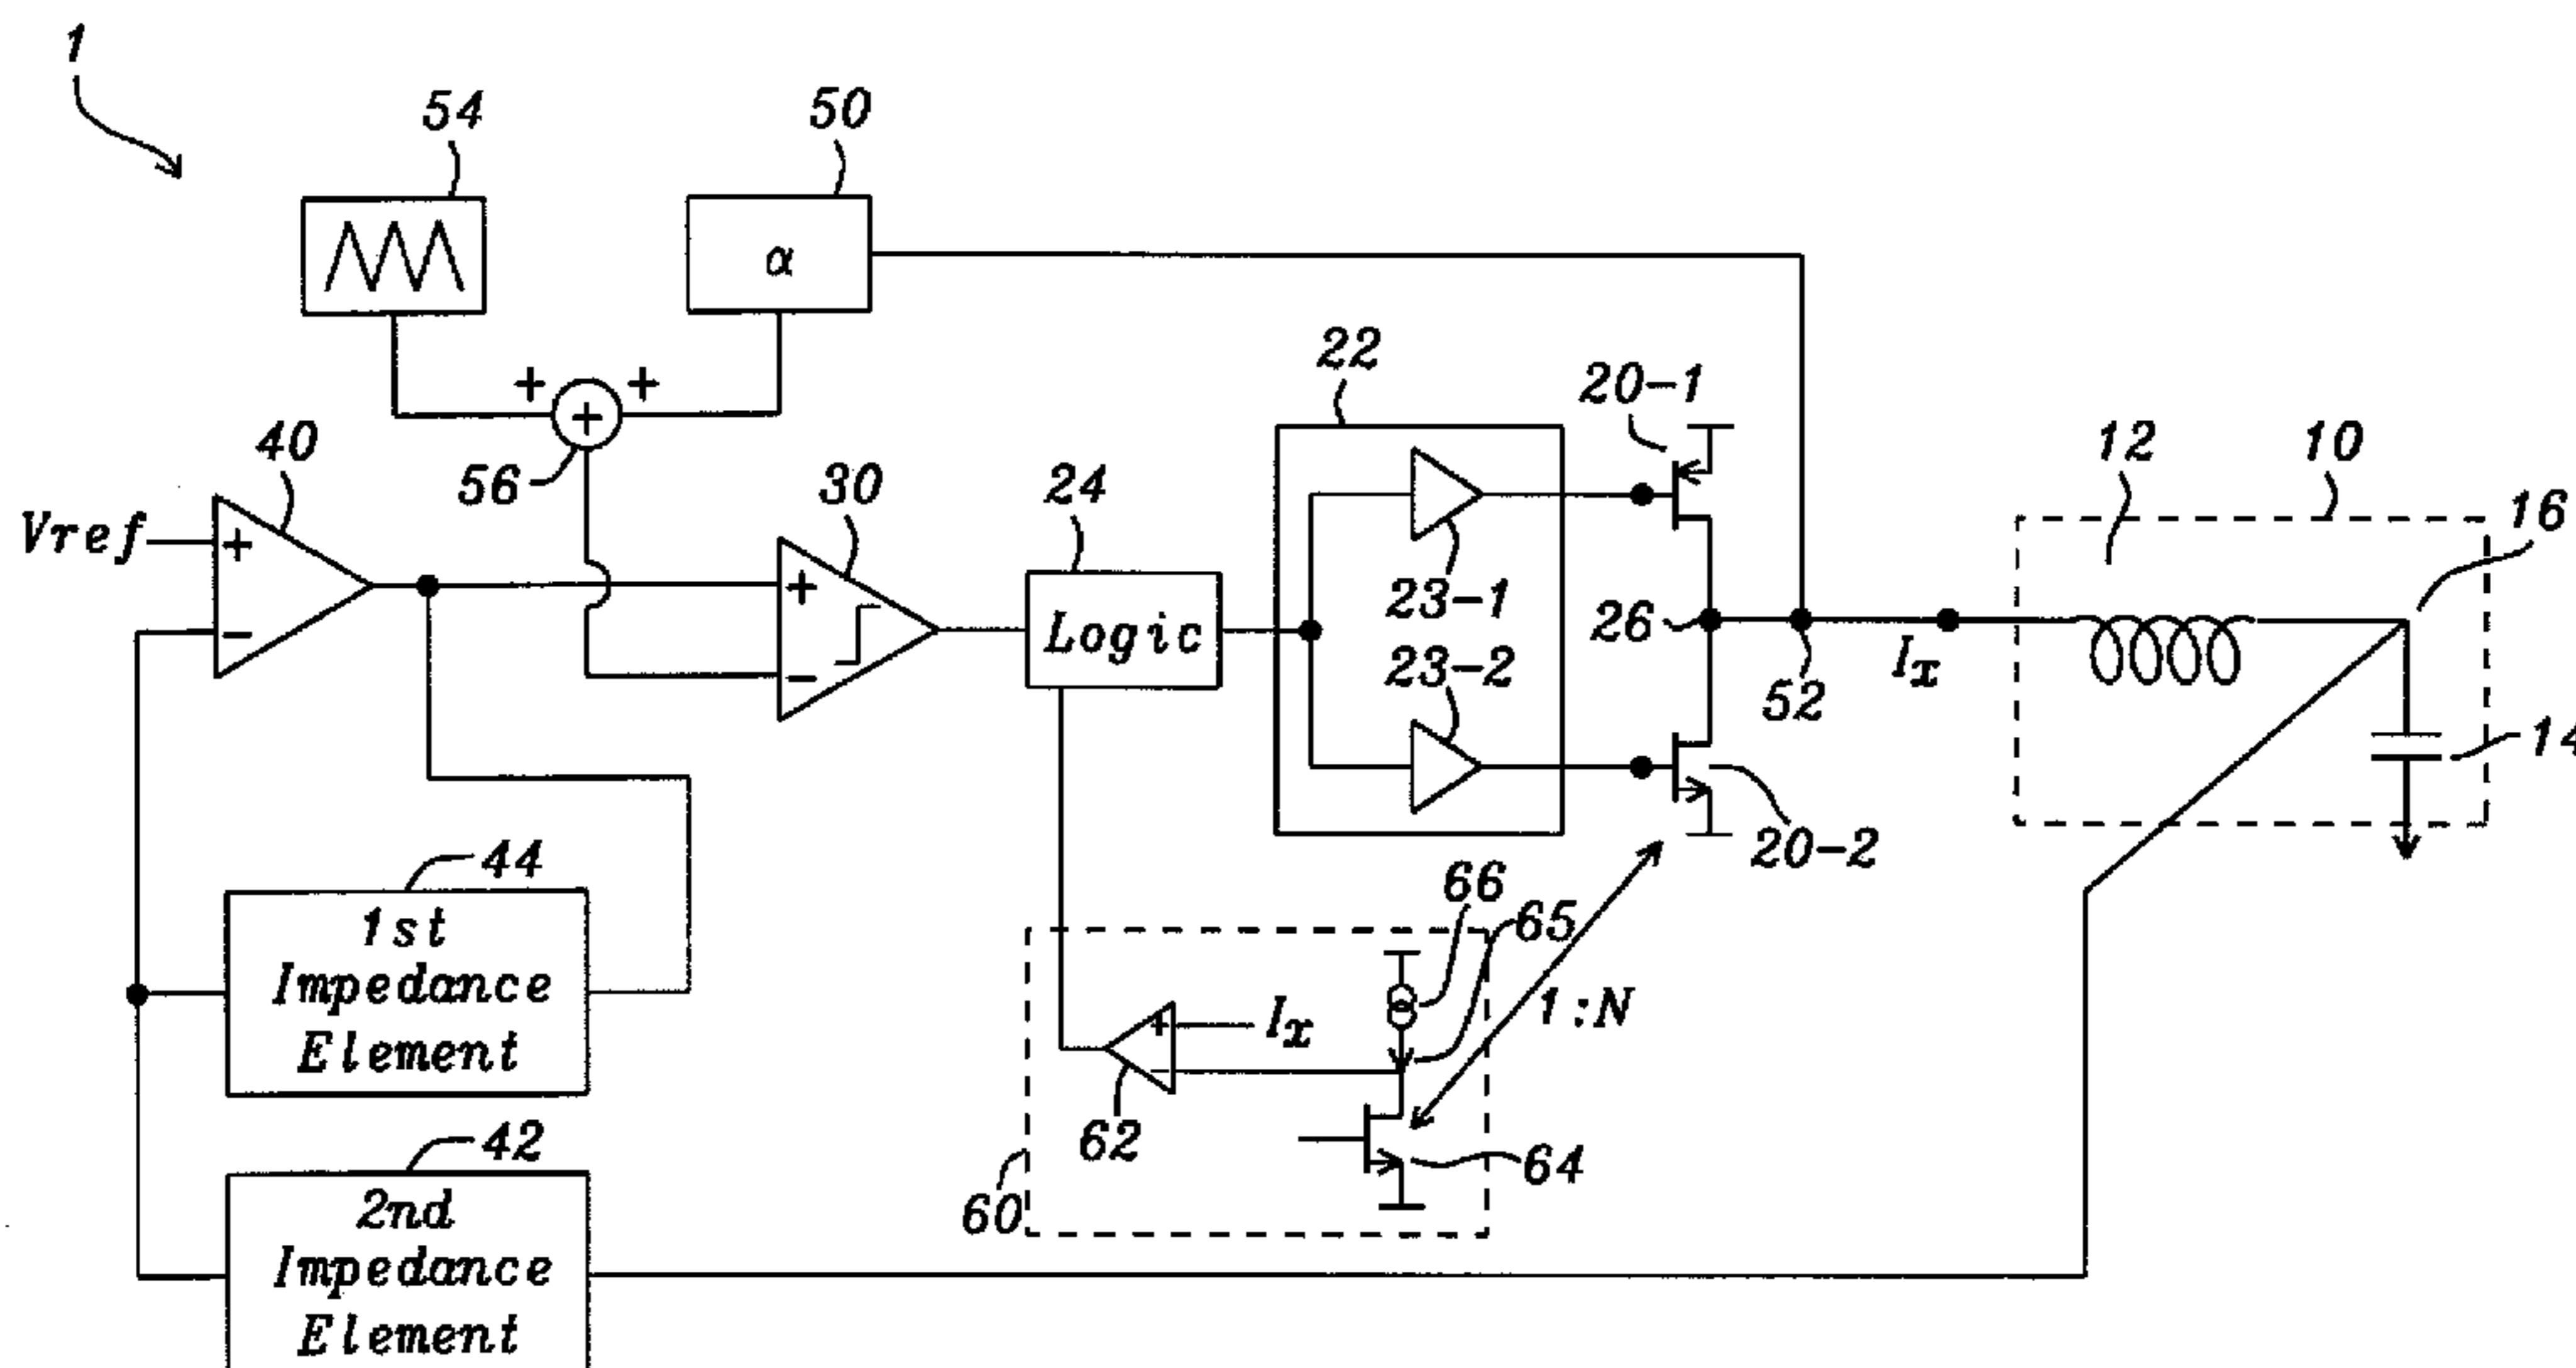 1
54
50
α
+ +
+
56
40
Vref
+
−
30
+
−
24
Logic
22
23-1
23-2
20-1
26
20-2
52
Ix
12
10
16
14
44
1st
Impedance
Element
42
2nd
Impedance
Element
66
65
1:N
+
Ix
−
62
64
60